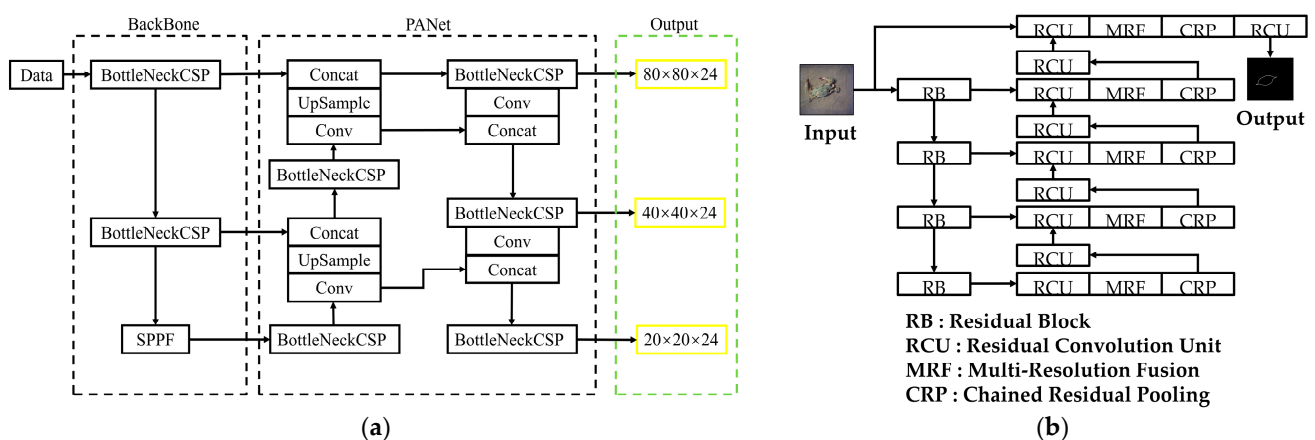 BackBone PANet Output
Data BottleNeckCSP Concat BottleNeckCSP 80×80×24
UpSample Conv
Conv Concat
BottleNeckCSP
BottleNeckCSP 40×40×24
BottleNeckCSP Concat Conv
UpSample Concat
Conv
SPPF BottleNeckCSP BottleNeckCSP 20×20×24
(a)
RCU MRF CRP RCU
RCU
RB RCU MRF CRP
Input Output
RCU
RB RCU MRF CRP
RCU
RB RCU MRF CRP
RCU
RB RCU MRF CRP
RB : Residual Block
RCU : Residual Convolution Unit
MRF : Multi-Resolution Fusion
CRP : Chained Residual Pooling
(b)